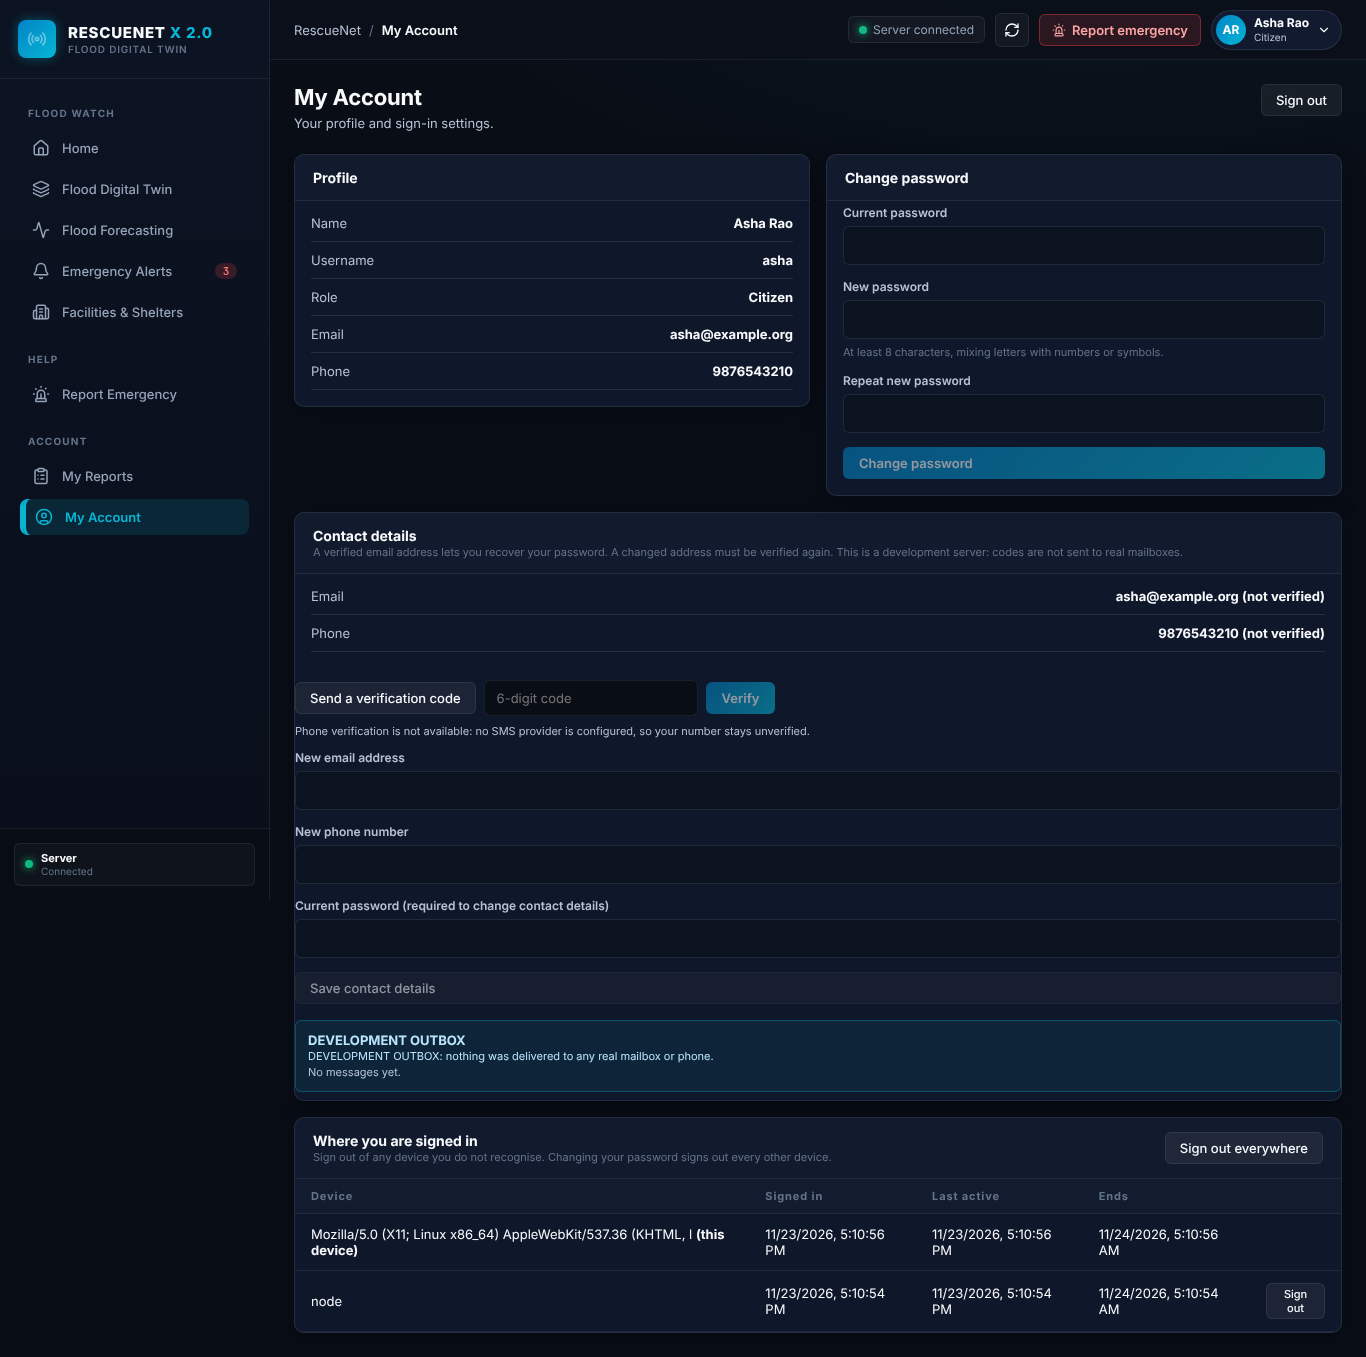 RESCUENET X 2.0
FLOOD DIGITAL TWIN
FLOOD WATCH
Home
Flood Digital Twin
Flood Forecasting
Emergency Alerts 3
Facilities & Shelters
HELP
Report Emergency
ACCOUNT
My Reports
My Account
Server
Connected
RescueNet / My Account
Server connected
Report emergency
AR
Asha Rao
Citizen
My Account
Your profile and sign-in settings.
Sign out
Profile
Name Asha Rao
Username asha
Role Citizen
Email asha@example.org
Phone 9876543210
Change password
Current password
New password
At least 8 characters, mixing letters with numbers or symbols.
Repeat new password
Change password
Contact details
A verified email address lets you recover your password. A changed address must be verified again. This is a development server: codes are not sent to real mailboxes.
Email asha@example.org (not verified)
Phone 9876543210 (not verified)
Send a verification code 6-digit code Verify
Phone verification is not available: no SMS provider is configured, so your number stays unverified.
New email address
New phone number
Current password (required to change contact details)
Save contact details
DEVELOPMENT OUTBOX
DEVELOPMENT OUTBOX: nothing was delivered to any real mailbox or phone.
No messages yet.
Where you are signed in
Sign out of any device you do not recognise. Changing your password signs out every other device.
Sign out everywhere
Device Signed in Last active Ends
Mozilla/5.0 (X11; Linux x86_64) AppleWebKit/537.36 (KHTML, l (this device) 11/23/2026, 5:10:56 PM 11/23/2026, 5:10:56 PM 11/24/2026, 5:10:56 AM
node 11/23/2026, 5:10:54 PM 11/23/2026, 5:10:54 PM 11/24/2026, 5:10:54 AM Sign out